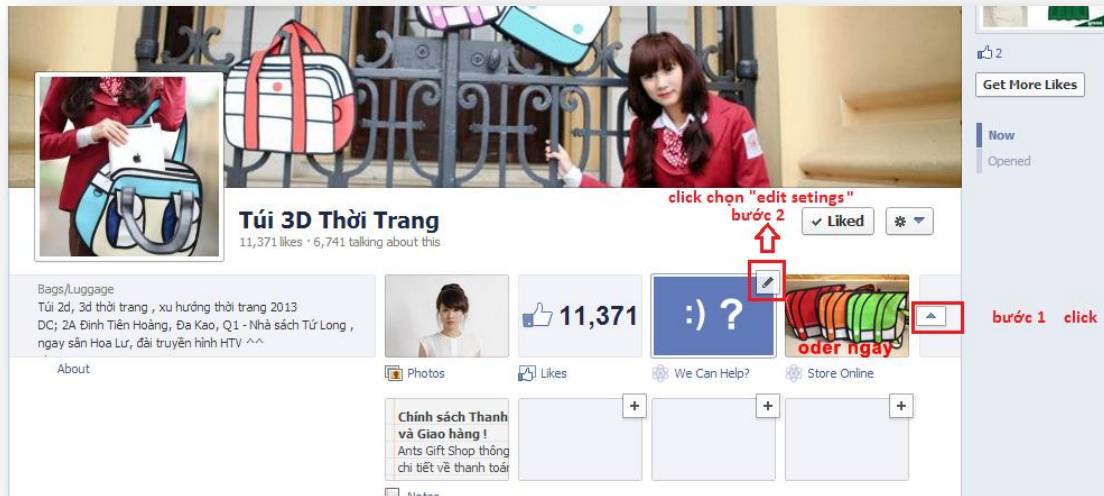 2
Get More Likes
Now
Opened
click chọn "edit setings"
bước 2
Túi 3D Thời Trang
11,371 likes · 6,741 talking about this
Liked
Bags/Luggage
Túi 2d, 3d thời trang , xu hướng thời trang 2013
DC; 2A Đinh Tiên Hoàng, Đa Kao, Q1 - Nhà sách Tứ Long ,
ngay sân Hoa Lư, đài truyền hình HTV ^^
About
11,371
:) ?
oder ngay
bước 1 click
Photos
Likes
We Can Help?
Store Online
Chính sách Thanh
và Giao hàng !
Ants Gift Shop thông
chi tiết về thanh toán
+
+
+
Notes